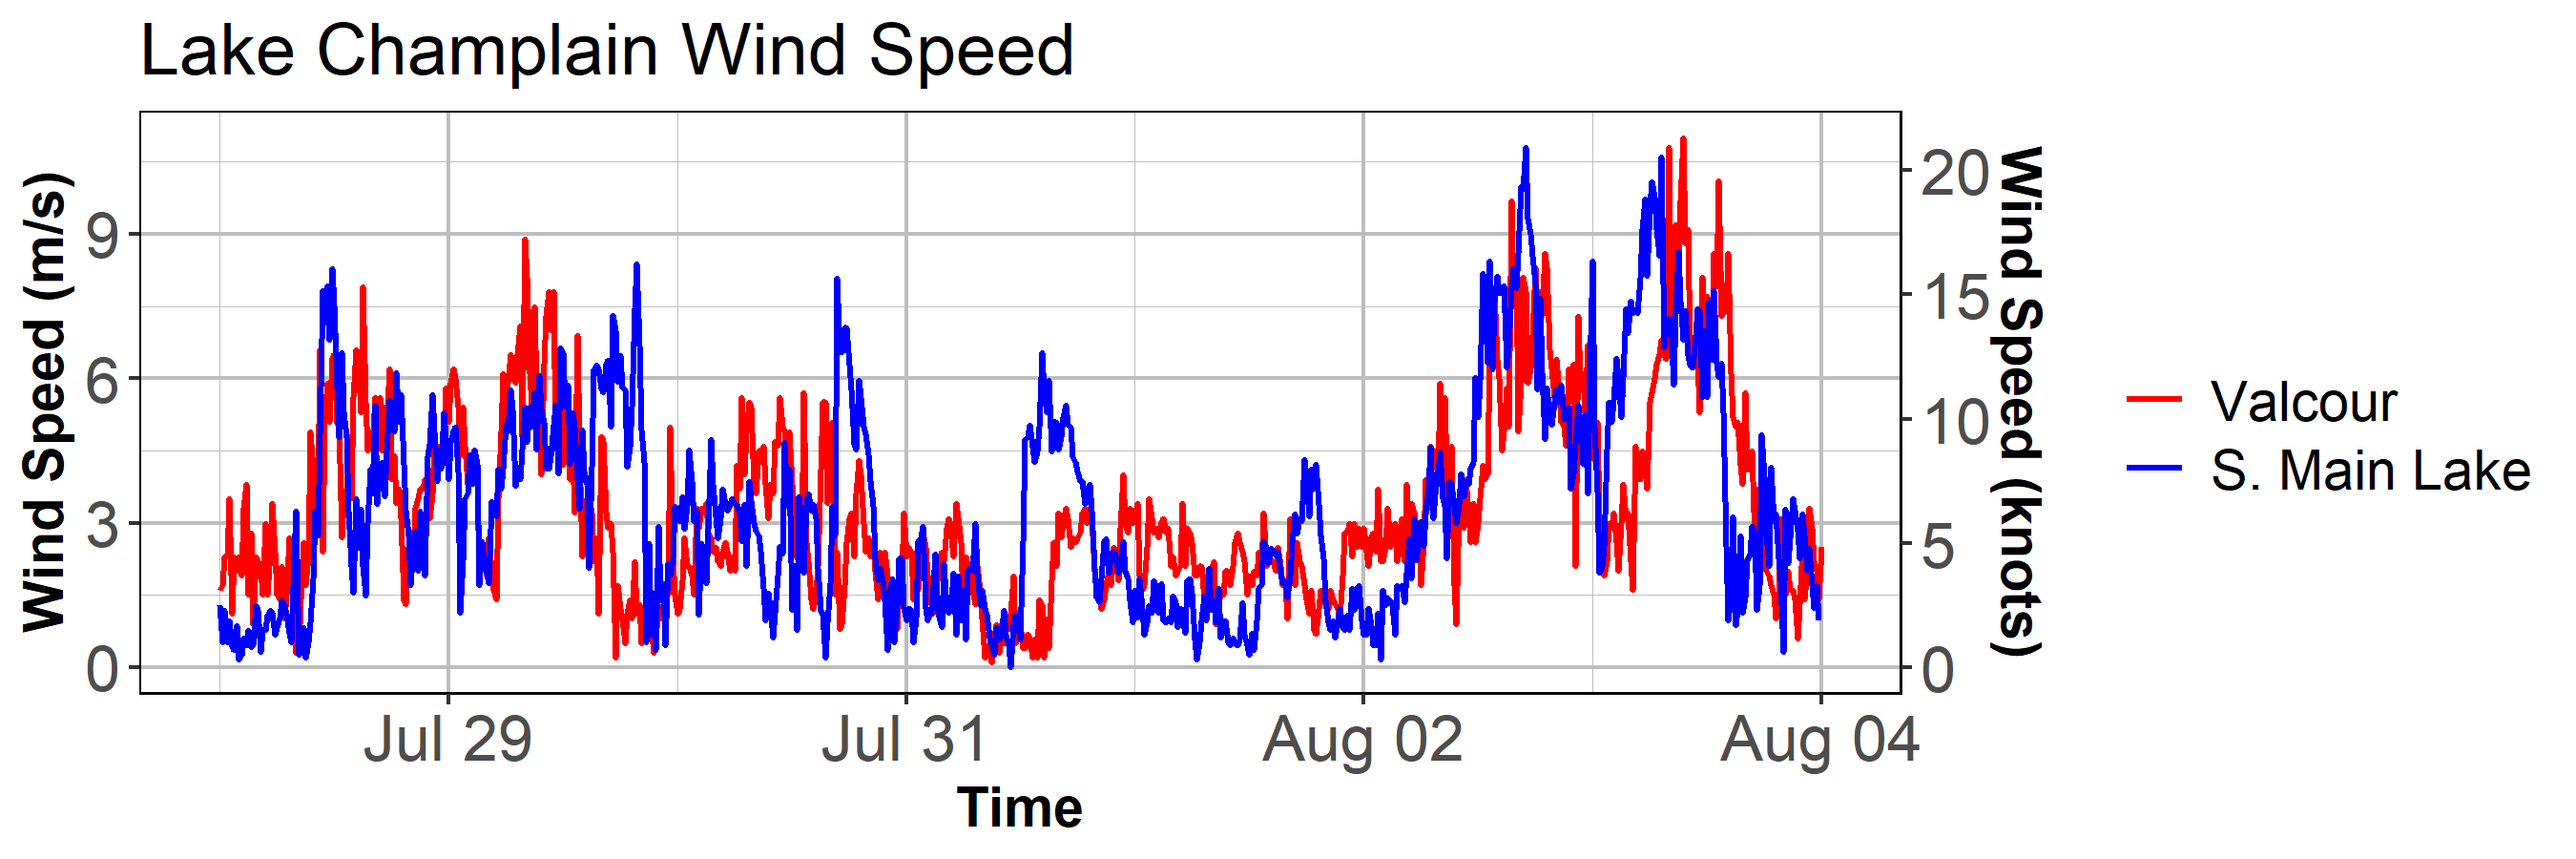 Lake Champlain Wind Speed
Wind Speed (m/s)
9
6
3
0
20
15
10
5
0
Wind Speed (knots)
Jul 29
Jul 31
Aug 02
Aug 04
Time
Valcour
S. Main Lake